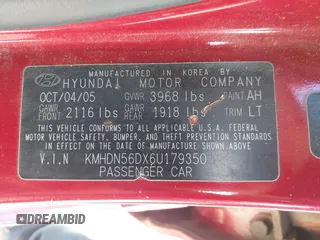 MANUFACTURED IN KOREA BY
HYUNDAI MOTOR COMPANY
OCT/04/05 GVWR 3968 lbs PAINT AH
GAWR FRONT 2116 lbs GAWR REAR 1918 lbs TRIM LT
THIS VEHICLE CONFORMS TO ALL APPLICABLE U.S.A. FEDERAL
MOTOR VEHICLE SAFETY, BUMPER, AND THEFT PREVENTION STANDARDS
IN EFFECT ON THE DATE OF MANUFACTURE SHOWN ABOVE.
V.I.N KMHDN56DX6U179350
PASSENGER CAR
DREAMBID